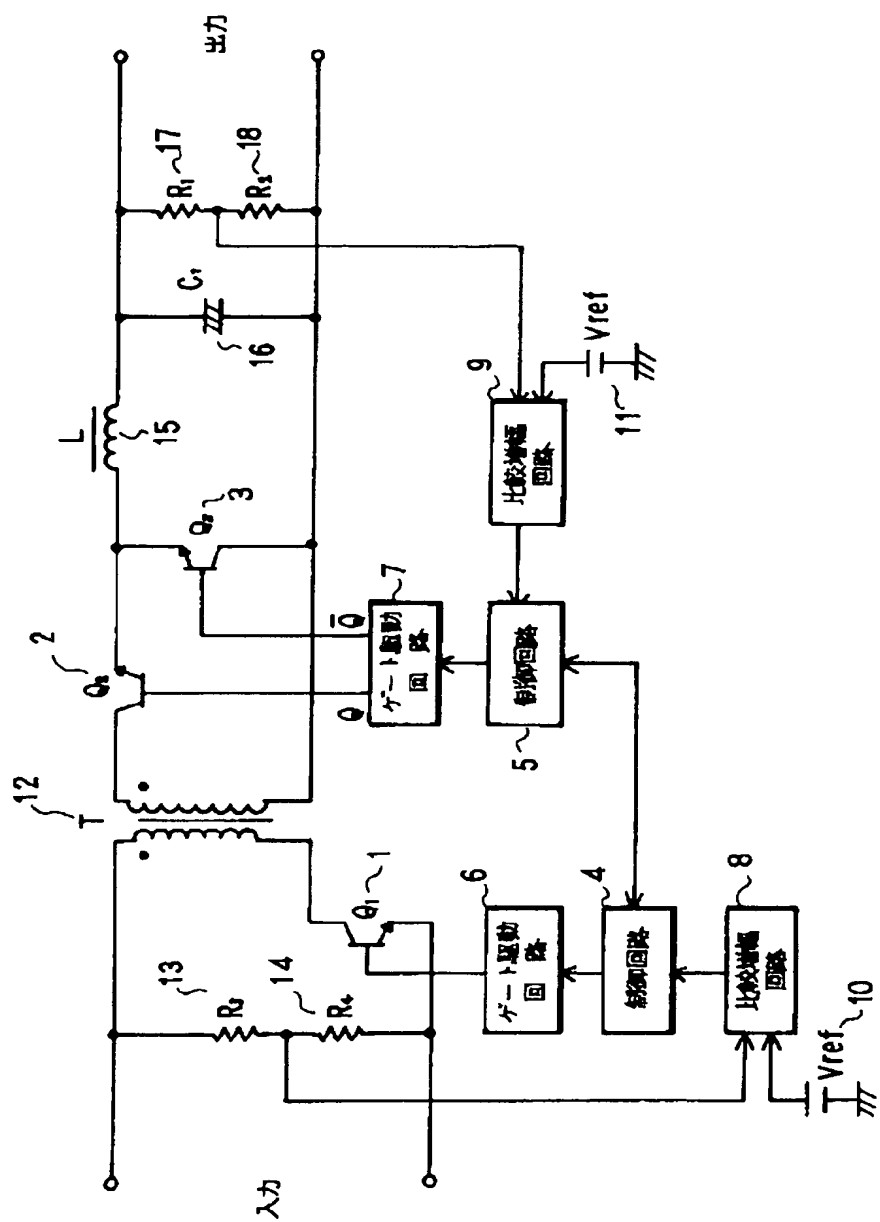 入力
出力
12
T
2
Q₂
L
15
C₁
16
R₁
17
R₂
18
Q₂
3
13
R₃
14
R₄
Q₁
1
Q
Q̅
7
ゲート駆動
回路
6
ゲート駆動
回路
5
制御回路
4
制御回路
9
比較増幅
回路
8
比較増幅
回路
11
Vref
Vref
10